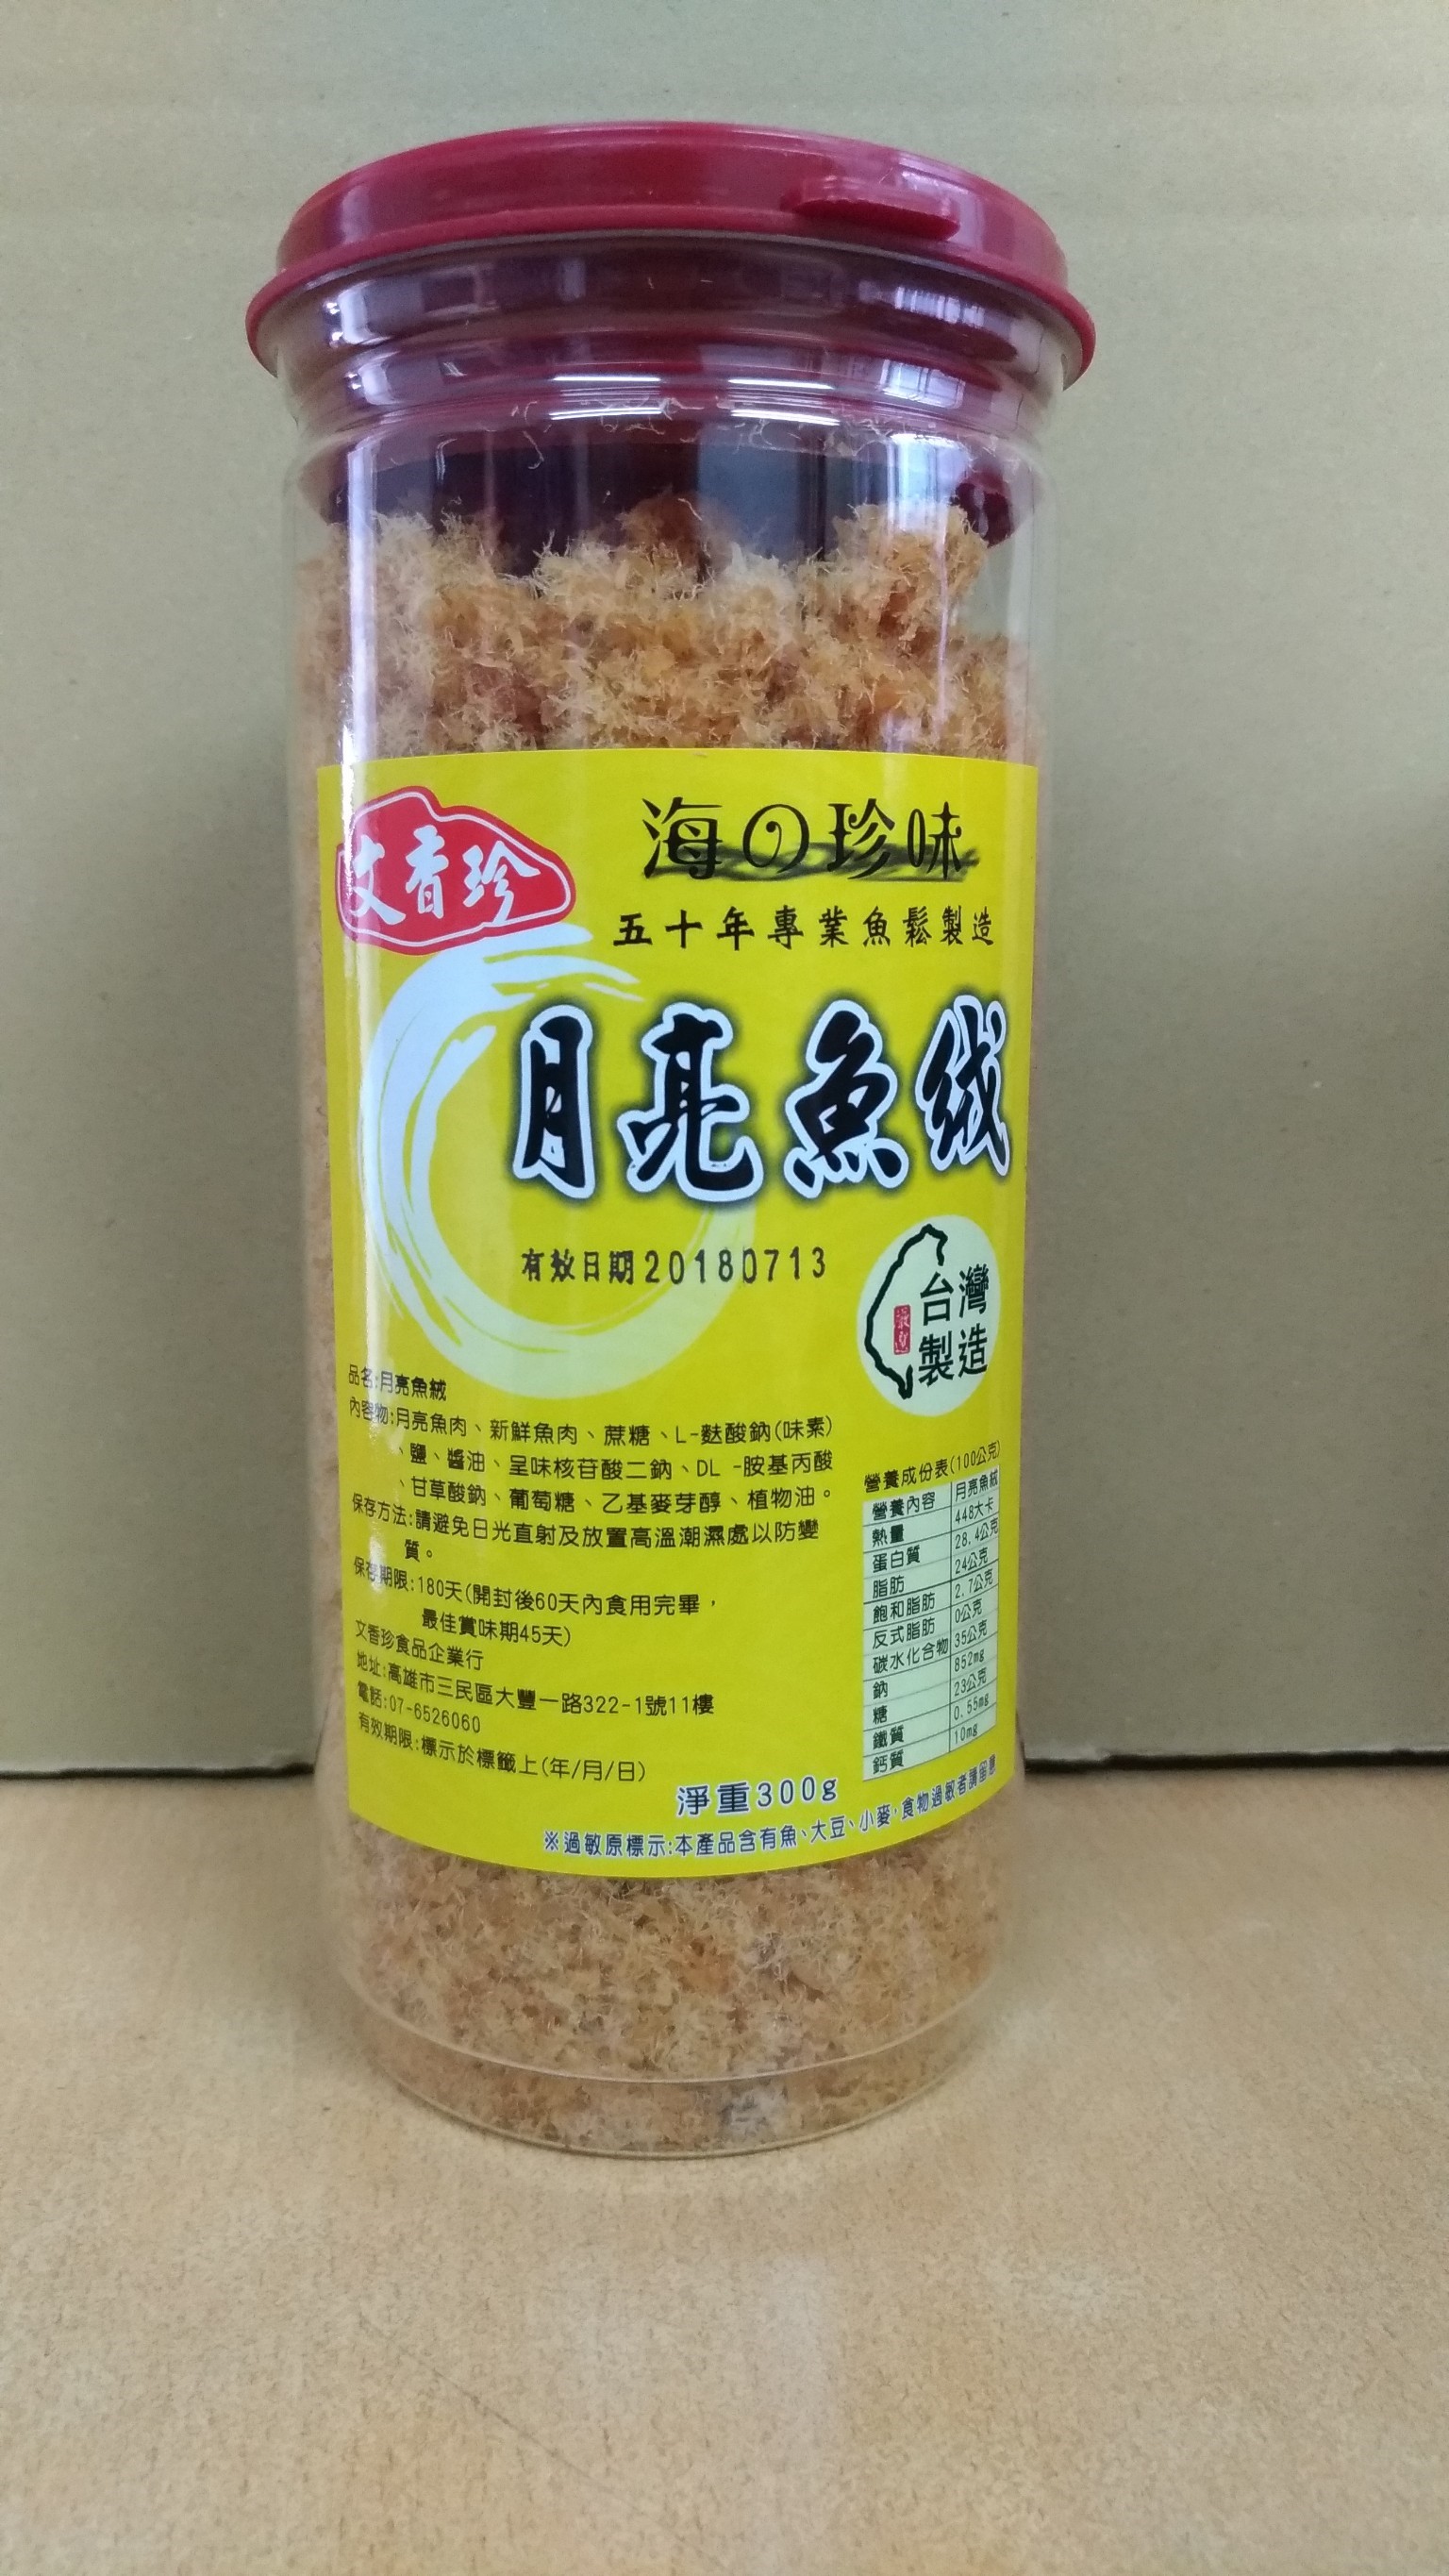 文香珍
海の珍味
五十年專業魚鬆製造
月亮魚絨
有效日期20180713
台灣
製造
品名:月亮魚絨
內容物:月亮魚肉、新鮮魚肉、蔗糖、L-麩酸鈉(味素)
、鹽、醬油、呈味核苷酸二鈉、DL -胺基丙酸
、甘草酸鈉、葡萄糖、乙基麥芽醇、植物油。
保存方法:請避免日光直射及放置高溫潮濕處以防變
質。
保存期限:180天(開封後60天內食用完畢,
最佳賞味期45天)
文香珍食品企業行
地址:高雄市三民區大豐一路322-1號11樓
電話:07-6526060
有效期限:標示於標籤上(年/月/日)
營養成份表(100公克)
營養內容 月亮魚絨
熱量 448大卡
蛋白質 28.4公克
脂肪 24公克
飽和脂肪 2.7公克
反式脂肪 0公克
碳水化合物 35公克
鈉 852mg
糖 23公克
鐵質 0.55mg
鈣質 10mg
淨重300g
※過敏原標示:本產品含有魚、大豆、小麥,食物過敏者請留意